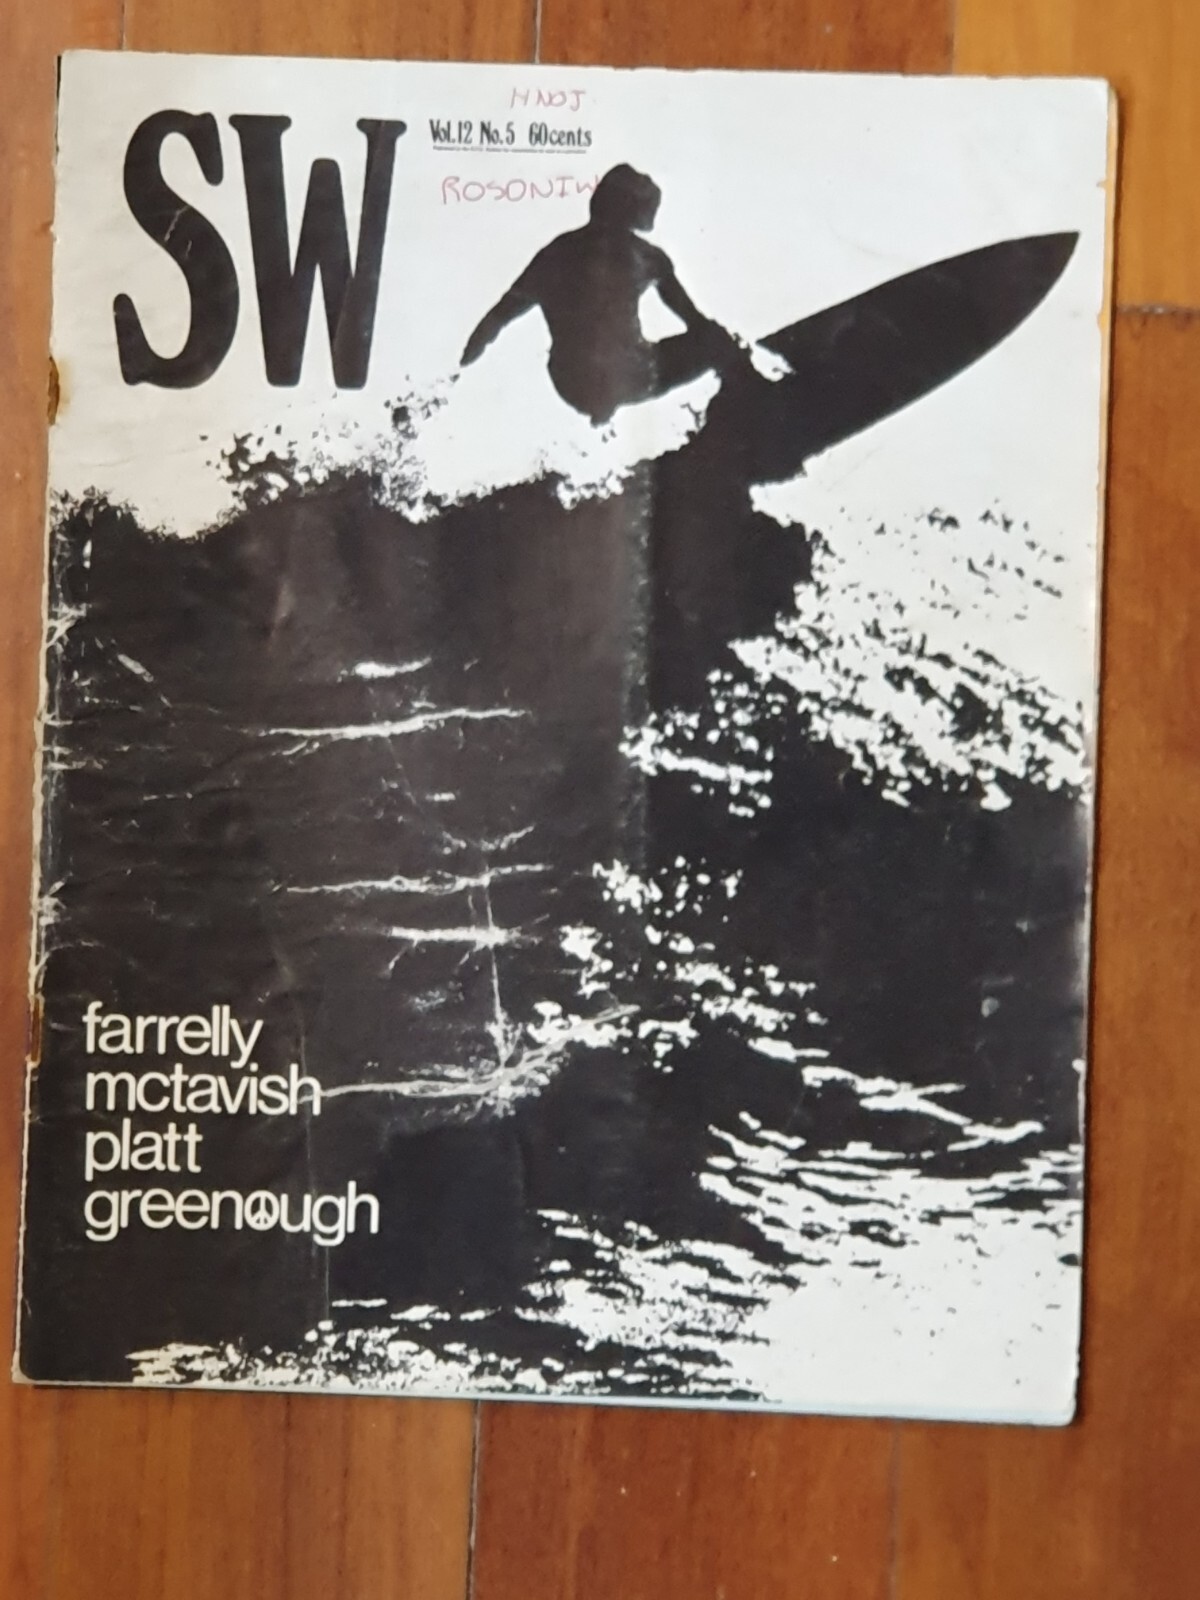 SW
HNOJ
Vol.12 No.5 60cents
ROSONIW
farrelly
mctavish
platt
greenough